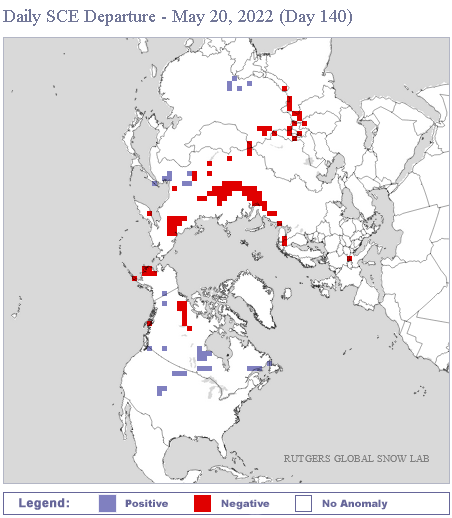 Daily SCE Departure - May 20, 2022 (Day 140)
RUTGERS GLOBAL SNOW LAB
Legend: Positive Negative No Anomaly